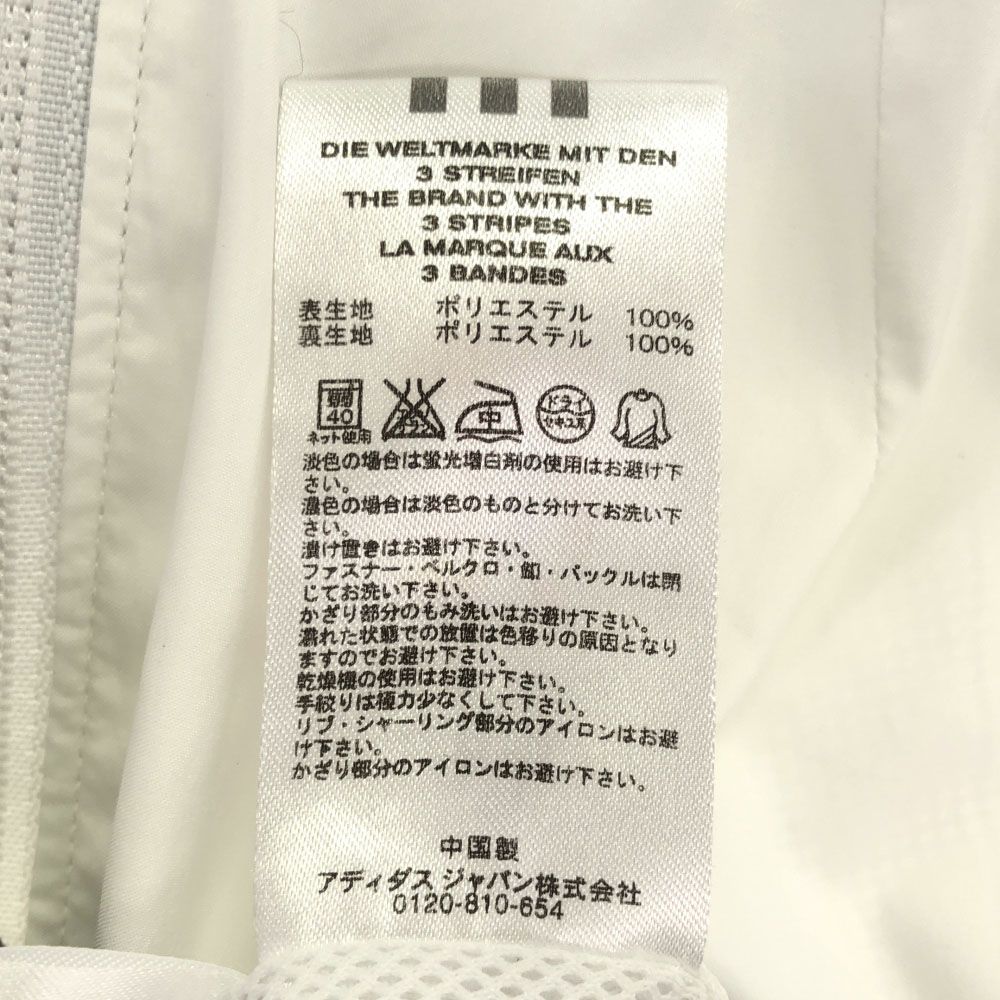 DIE WELTMARKE MIT DEN
3 STREIFEN
THE BRAND WITH THE
3 STRIPES
LA MARQUE AUX
3 BANDES
表生地 ポリエステル 100%
裏生地 ポリエステル 100%
40 中 ドライ
ネット使用 セキユ系
淡色の場合は蛍光増白剤の使用はお避け下
さい。
濃色の場合は淡色のものと分けてお洗い下
さい。
漬け置きはお避け下さい。
ファスナー・ベルクロ・釦・バックルは閉
じてお洗い下さい。
かざり部分のもみ洗いはお避け下さい。
濡れた状態での放置は色移りの原因となり
ますのでお避け下さい。
乾燥機の使用はお避け下さい。
手絞りは極力少なくして下さい。
リブ・シャーリング部分のアイロンはお避
け下さい。
かざり部分のアイロンはお避け下さい。
中国製
アディダス ジャパン株式会社
0120-810-654